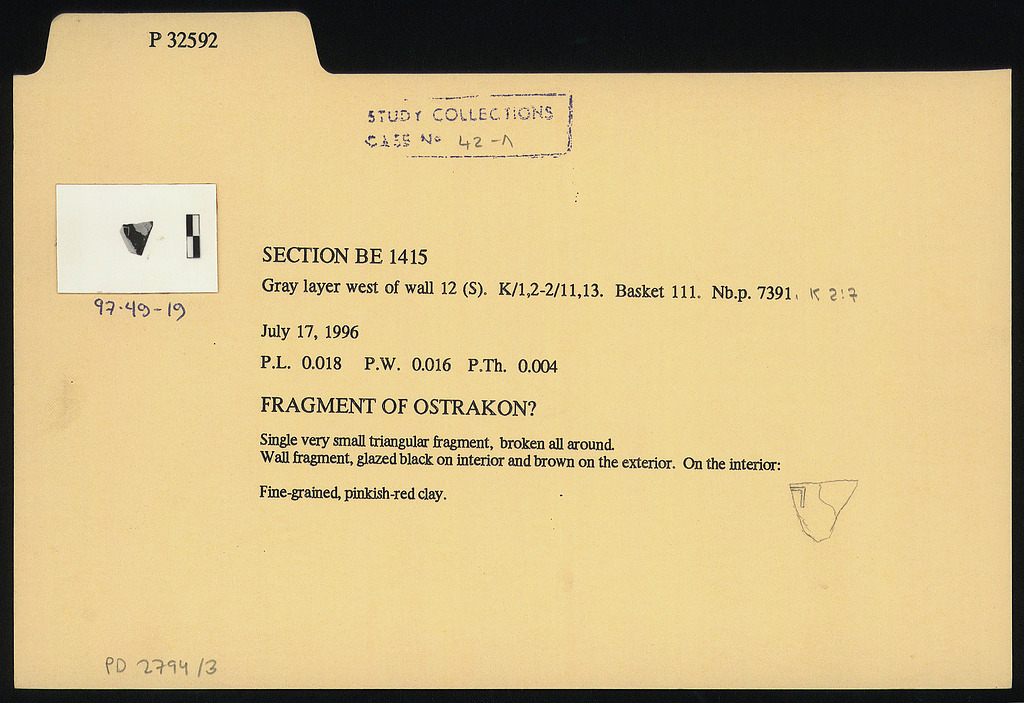 P 32592
STUDY COLLECTIONS
CASE No 42-Λ
97-49-19
SECTION BE 1415
Gray layer west of wall 12 (S). K/1,2-2/11,13. Basket 111. Nb.p. 7391.
July 17, 1996
P.L. 0.018 P.W. 0.016 P.Th. 0.004
FRAGMENT OF OSTRAKON?
Single very small triangular fragment, broken all around.
Wall fragment, glazed black on interior and brown on the exterior. On the interior:
Fine-grained, pinkish-red clay.
PD 2794/3